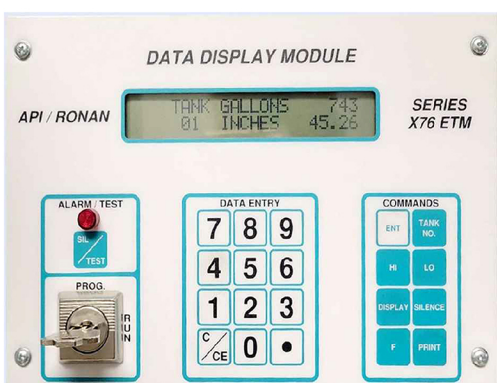 DATA DISPLAY MODULE
API / RONAN
TANK GALLONS 743
01 INCHES 45.26
SERIES
X76 ETM
ALARM / TEST
SIL
/ TEST
PROG.
DATA ENTRY
7 8 9
4 5 6
1 2 3
C/CE 0 •
COMMANDS
ENT TANK NO.
HI LO
DISPLAY SILENCE
F PRINT